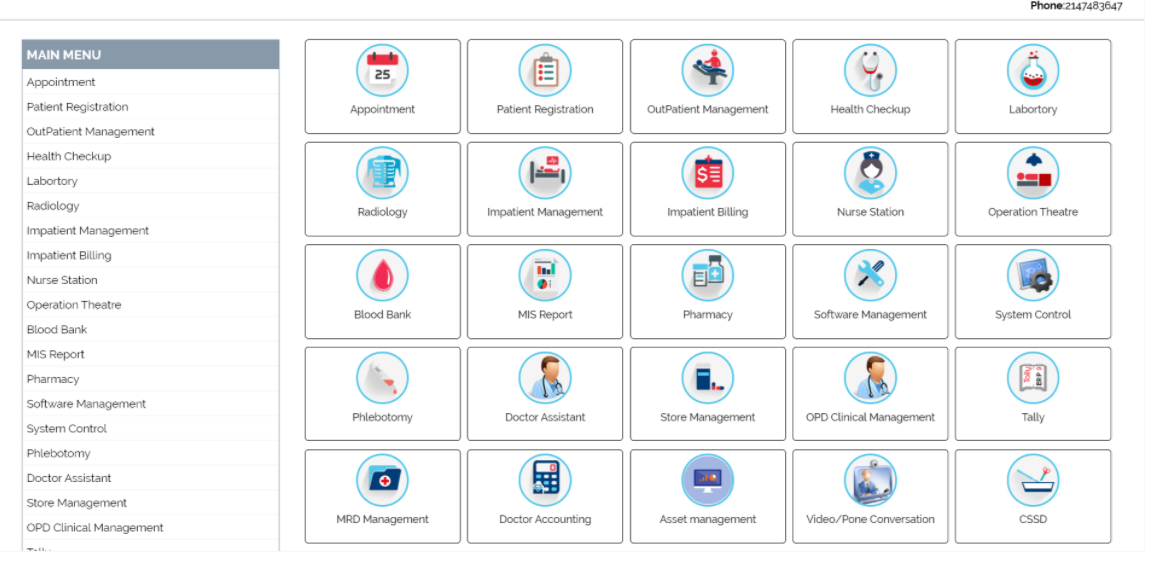 Phone:2147483647
MAIN MENU
Appointment
Patient Registration
OutPatient Management
Health Checkup
Labortory
Radiology
Impatient Management
Impatient Billing
Nurse Station
Operation Theatre
Blood Bank
MIS Report
Pharmacy
Software Management
System Control
Phlebotomy
Doctor Assistant
Store Management
OPD Clinical Management
25
Appointment
Patient Registration
OutPatient Management
Health Checkup
Labortory
Radiology
Impatient Management
$
Impatient Billing
Nurse Station
Operation Theatre
Blood Bank
MIS Report
Pharmacy
Software Management
System Control
Phlebotomy
Doctor Assistant
Store Management
OPD Clinical Management
Tally
ERP 9
Tally
MRD Management
Doctor Accounting
Asset management
Video/Pone Conversation
CSSD